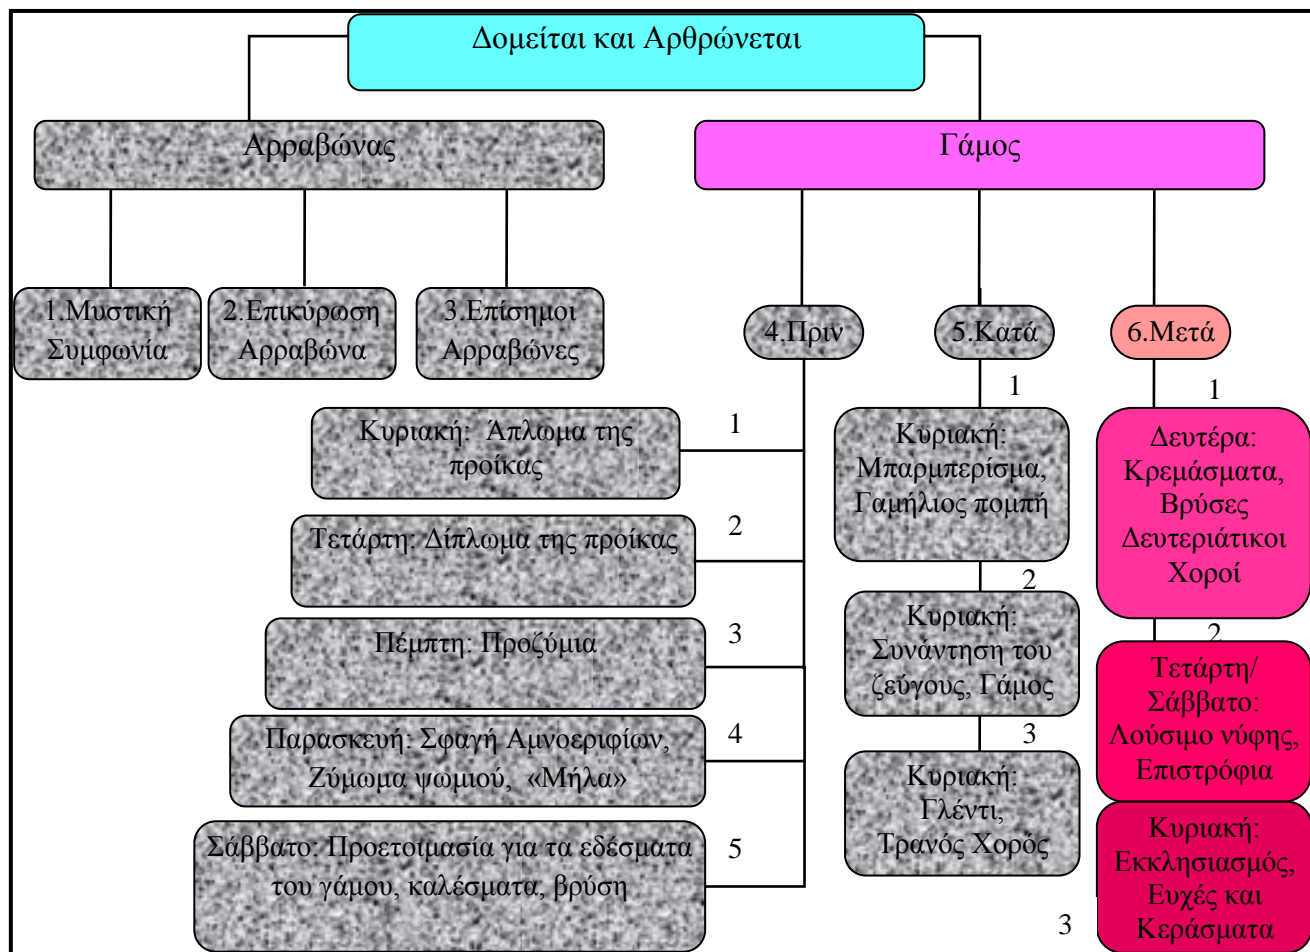 Δομείται και Αρθρώνεται
Αρραβώνας
Γάμος
1.Μυστική
Συμφωνία
2.Επικύρωση
Αρραβώνα
3.Επίσημοι
Αρραβώνες
4.Πριν
5.Κατά
6.Μετά
1
Κυριακή: Άπλωμα της
προίκας
2
Τετάρτη: Δίπλωμα της προίκας
3
Πέμπτη: Προζύμια
4
Παρασκευή: Σφαγή Αμνοεριφίων,
Ζύμωμα ψωμιού, «Μήλα»
5
Σάββατο: Προετοιμασία για τα εδέσματα
του γάμου, καλέσματα, βρύση
1
Κυριακή:
Μπαρμπερίσμα,
Γαμήλιος πομπή
2
Κυριακή:
Συνάντηση του
ζεύγους, Γάμος
3
Κυριακή:
Γλέντι,
Τρανός Χορός
1
Δευτέρα:
Κρεμάσματα,
Βρύσες
Δευτεριάτικοι
Χοροί
2
Τετάρτη/
Σάββατο:
Λούσιμο νύφης,
Επιστρόφια
3
Κυριακή:
Εκκλησιασμός,
Ευχές και
Κεράσματα